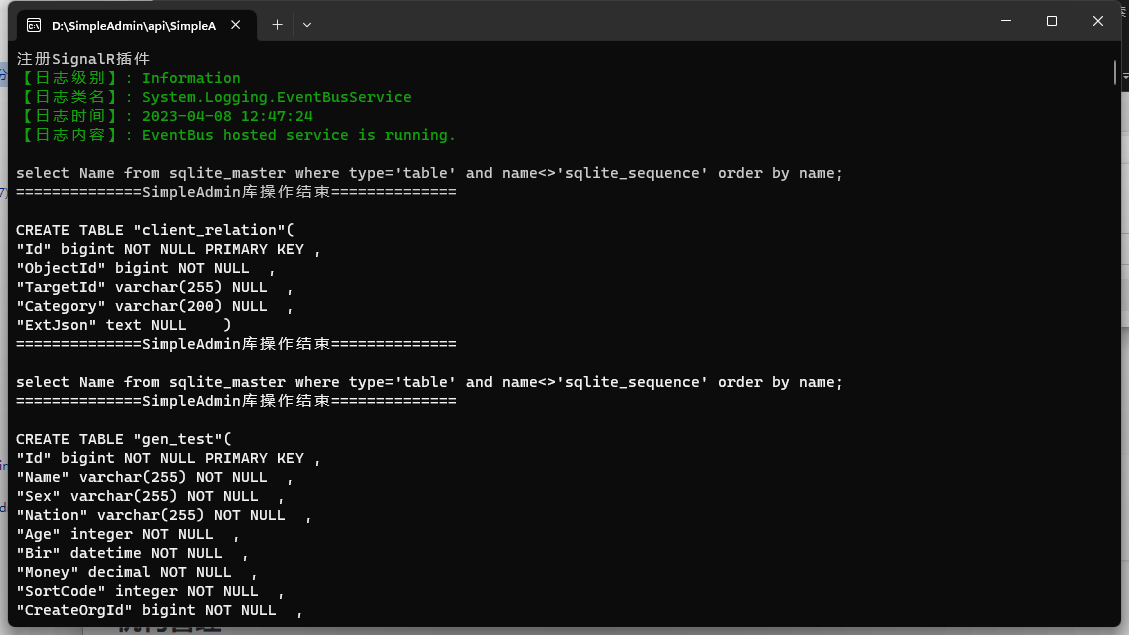 D:\SimpleAdmin\api\SimpleA
注册SignalR插件
【日志级别】: Information
【日志类名】: System.Logging.EventBusService
【日志时间】: 2023-04-08 12:47:24
【日志内容】: EventBus hosted service is running.
select Name from sqlite_master where type='table' and name<>'sqlite_sequence' order by name;
==============SimpleAdmin库操作结束==============
CREATE TABLE "client_relation"(
"Id" bigint NOT NULL PRIMARY KEY ,
"ObjectId" bigint NOT NULL  ,
"TargetId" varchar(255) NULL  ,
"Category" varchar(200) NULL  ,
"ExtJson" text NULL    )
==============SimpleAdmin库操作结束==============
select Name from sqlite_master where type='table' and name<>'sqlite_sequence' order by name;
==============SimpleAdmin库操作结束==============
CREATE TABLE "gen_test"(
"Id" bigint NOT NULL PRIMARY KEY ,
"Name" varchar(255) NOT NULL  ,
"Sex" varchar(255) NOT NULL  ,
"Nation" varchar(255) NOT NULL  ,
"Age" integer NOT NULL  ,
"Bir" datetime NOT NULL  ,
"Money" decimal NOT NULL  ,
"SortCode" integer NOT NULL  ,
"CreateOrgId" bigint NOT NULL  ,